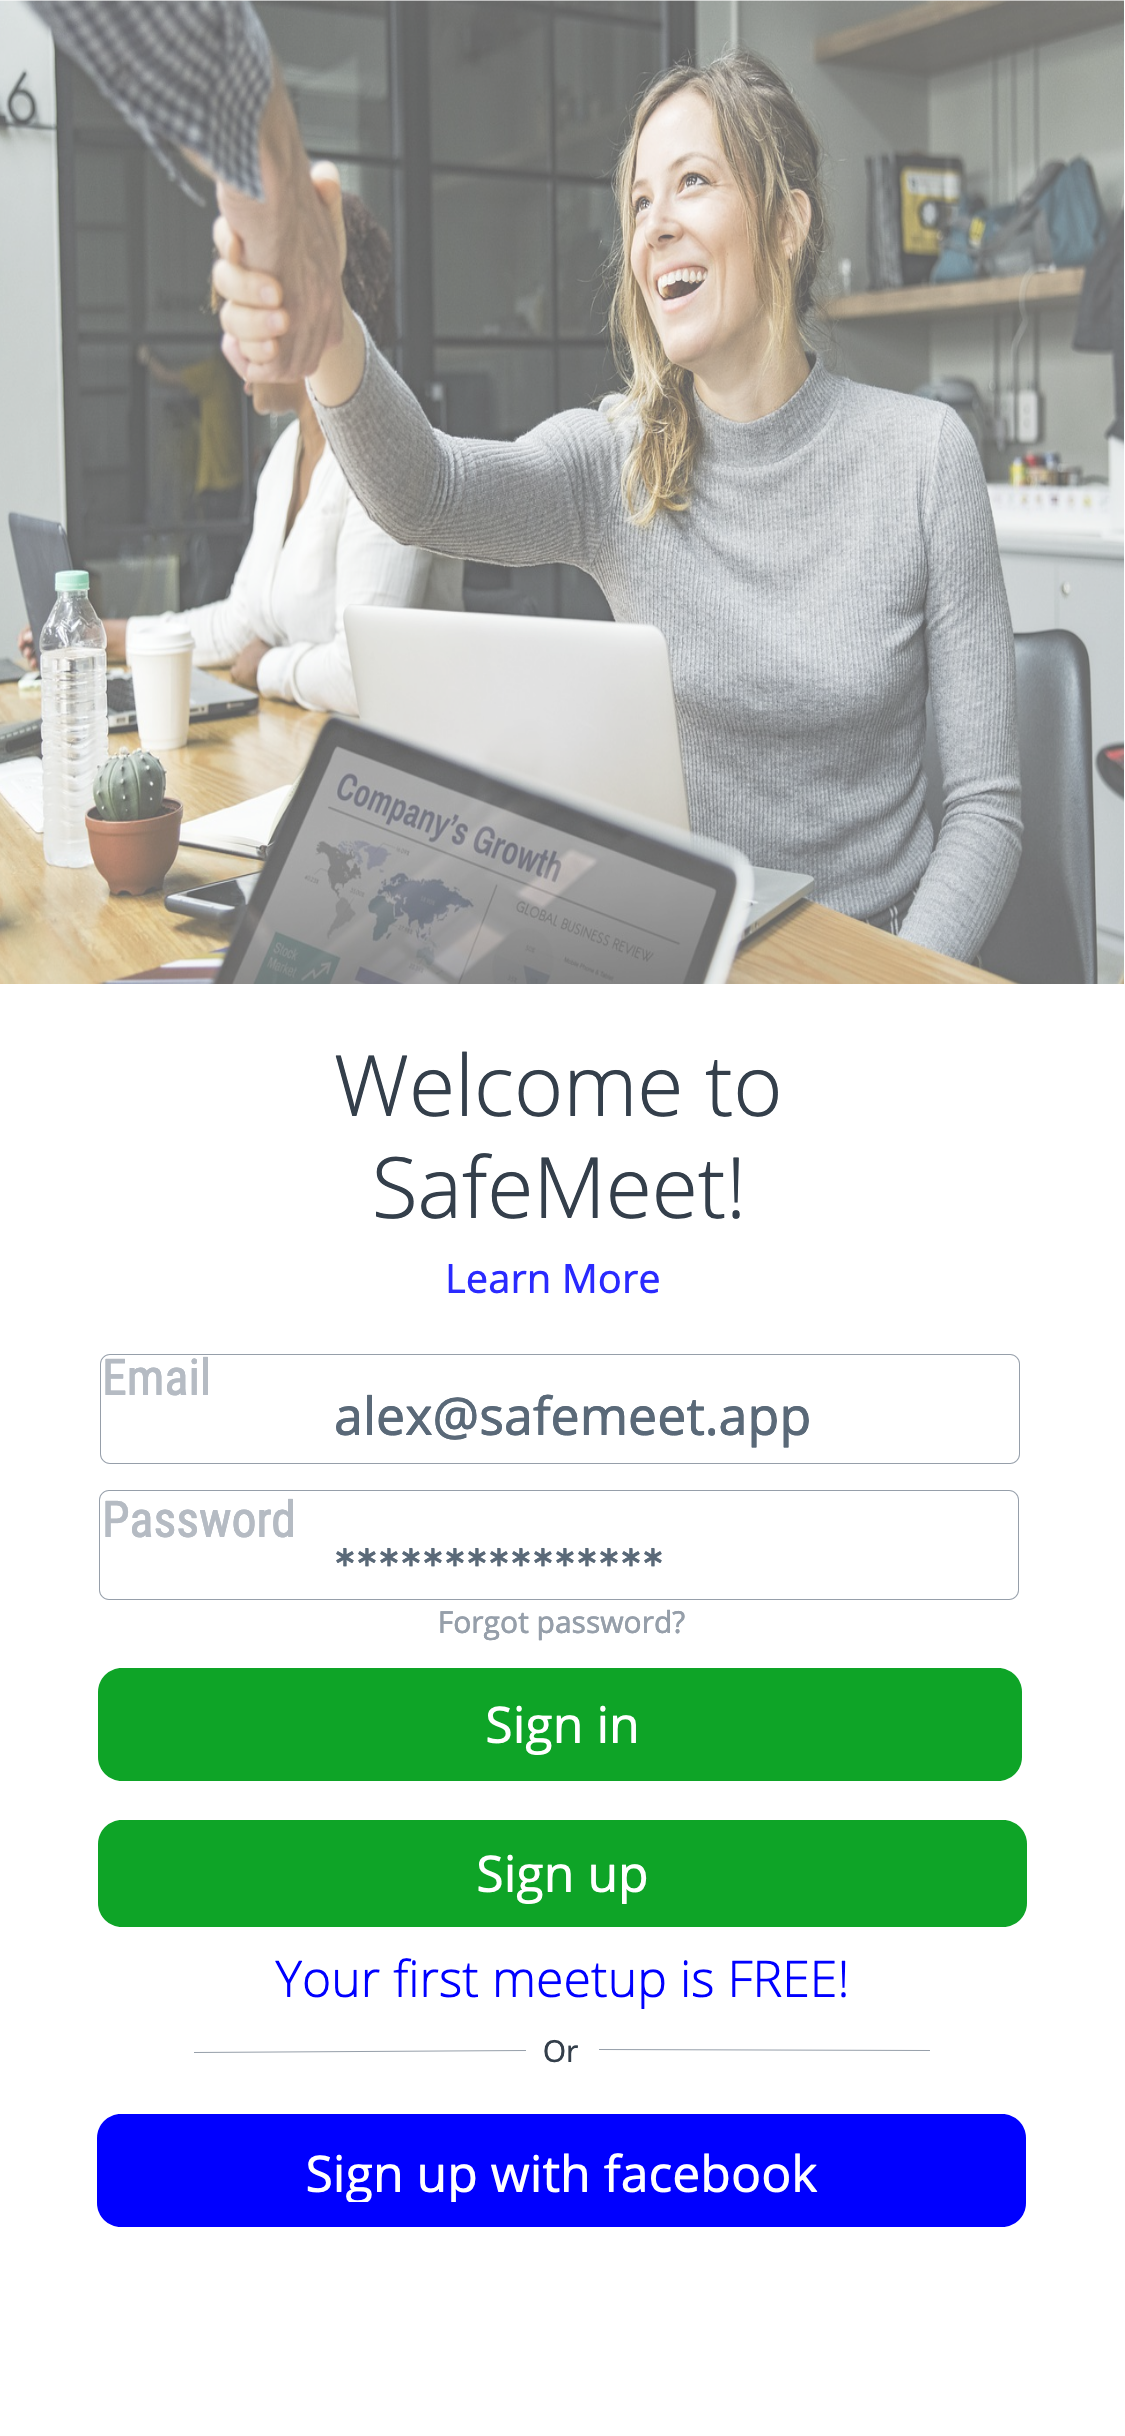 6
Company's Growth
GLOBAL BUSINESS REVIEW
Stock
Market
Welcome to
SafeMeet!
Learn More
Email
alex@safemeet.app
Password
***************
Forgot password?
Sign in
Sign up
Your first meetup is FREE!
Or
Sign up with facebook